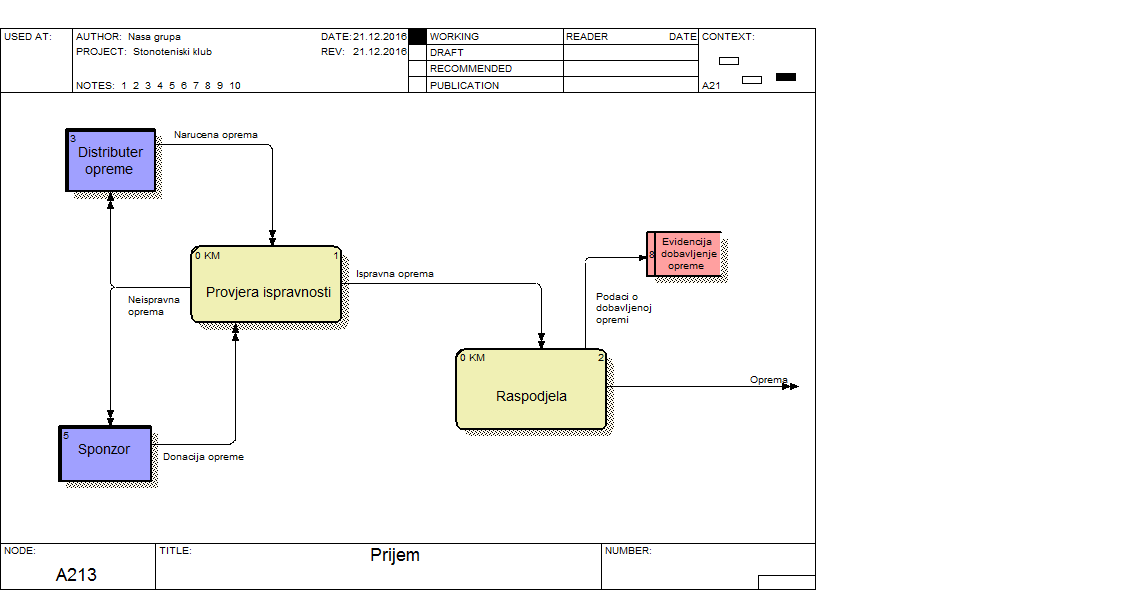 USED AT:
AUTHOR: Nasa grupa
DATE:21.12.2016
PROJECT: Stonoteniski klub
REV: 21.12.2016
NOTES: 1 2 3 4 5 6 7 8 9 10
WORKING
DRAFT
RECOMMENDED
PUBLICATION
READER
DATE
CONTEXT:
A21
3
Distributer
opreme
Narucena oprema
0 KM
1
Provjera ispravnosti
Ispravna oprema
Neispravna
oprema
8
Evidencija
dobavljenje
opreme
Podaci o
dobavljenoj
opremi
0 KM
2
Raspodjela
Oprema
5
Sponzor
Donacija opreme
NODE:
A213
TITLE:
Prijem
NUMBER: